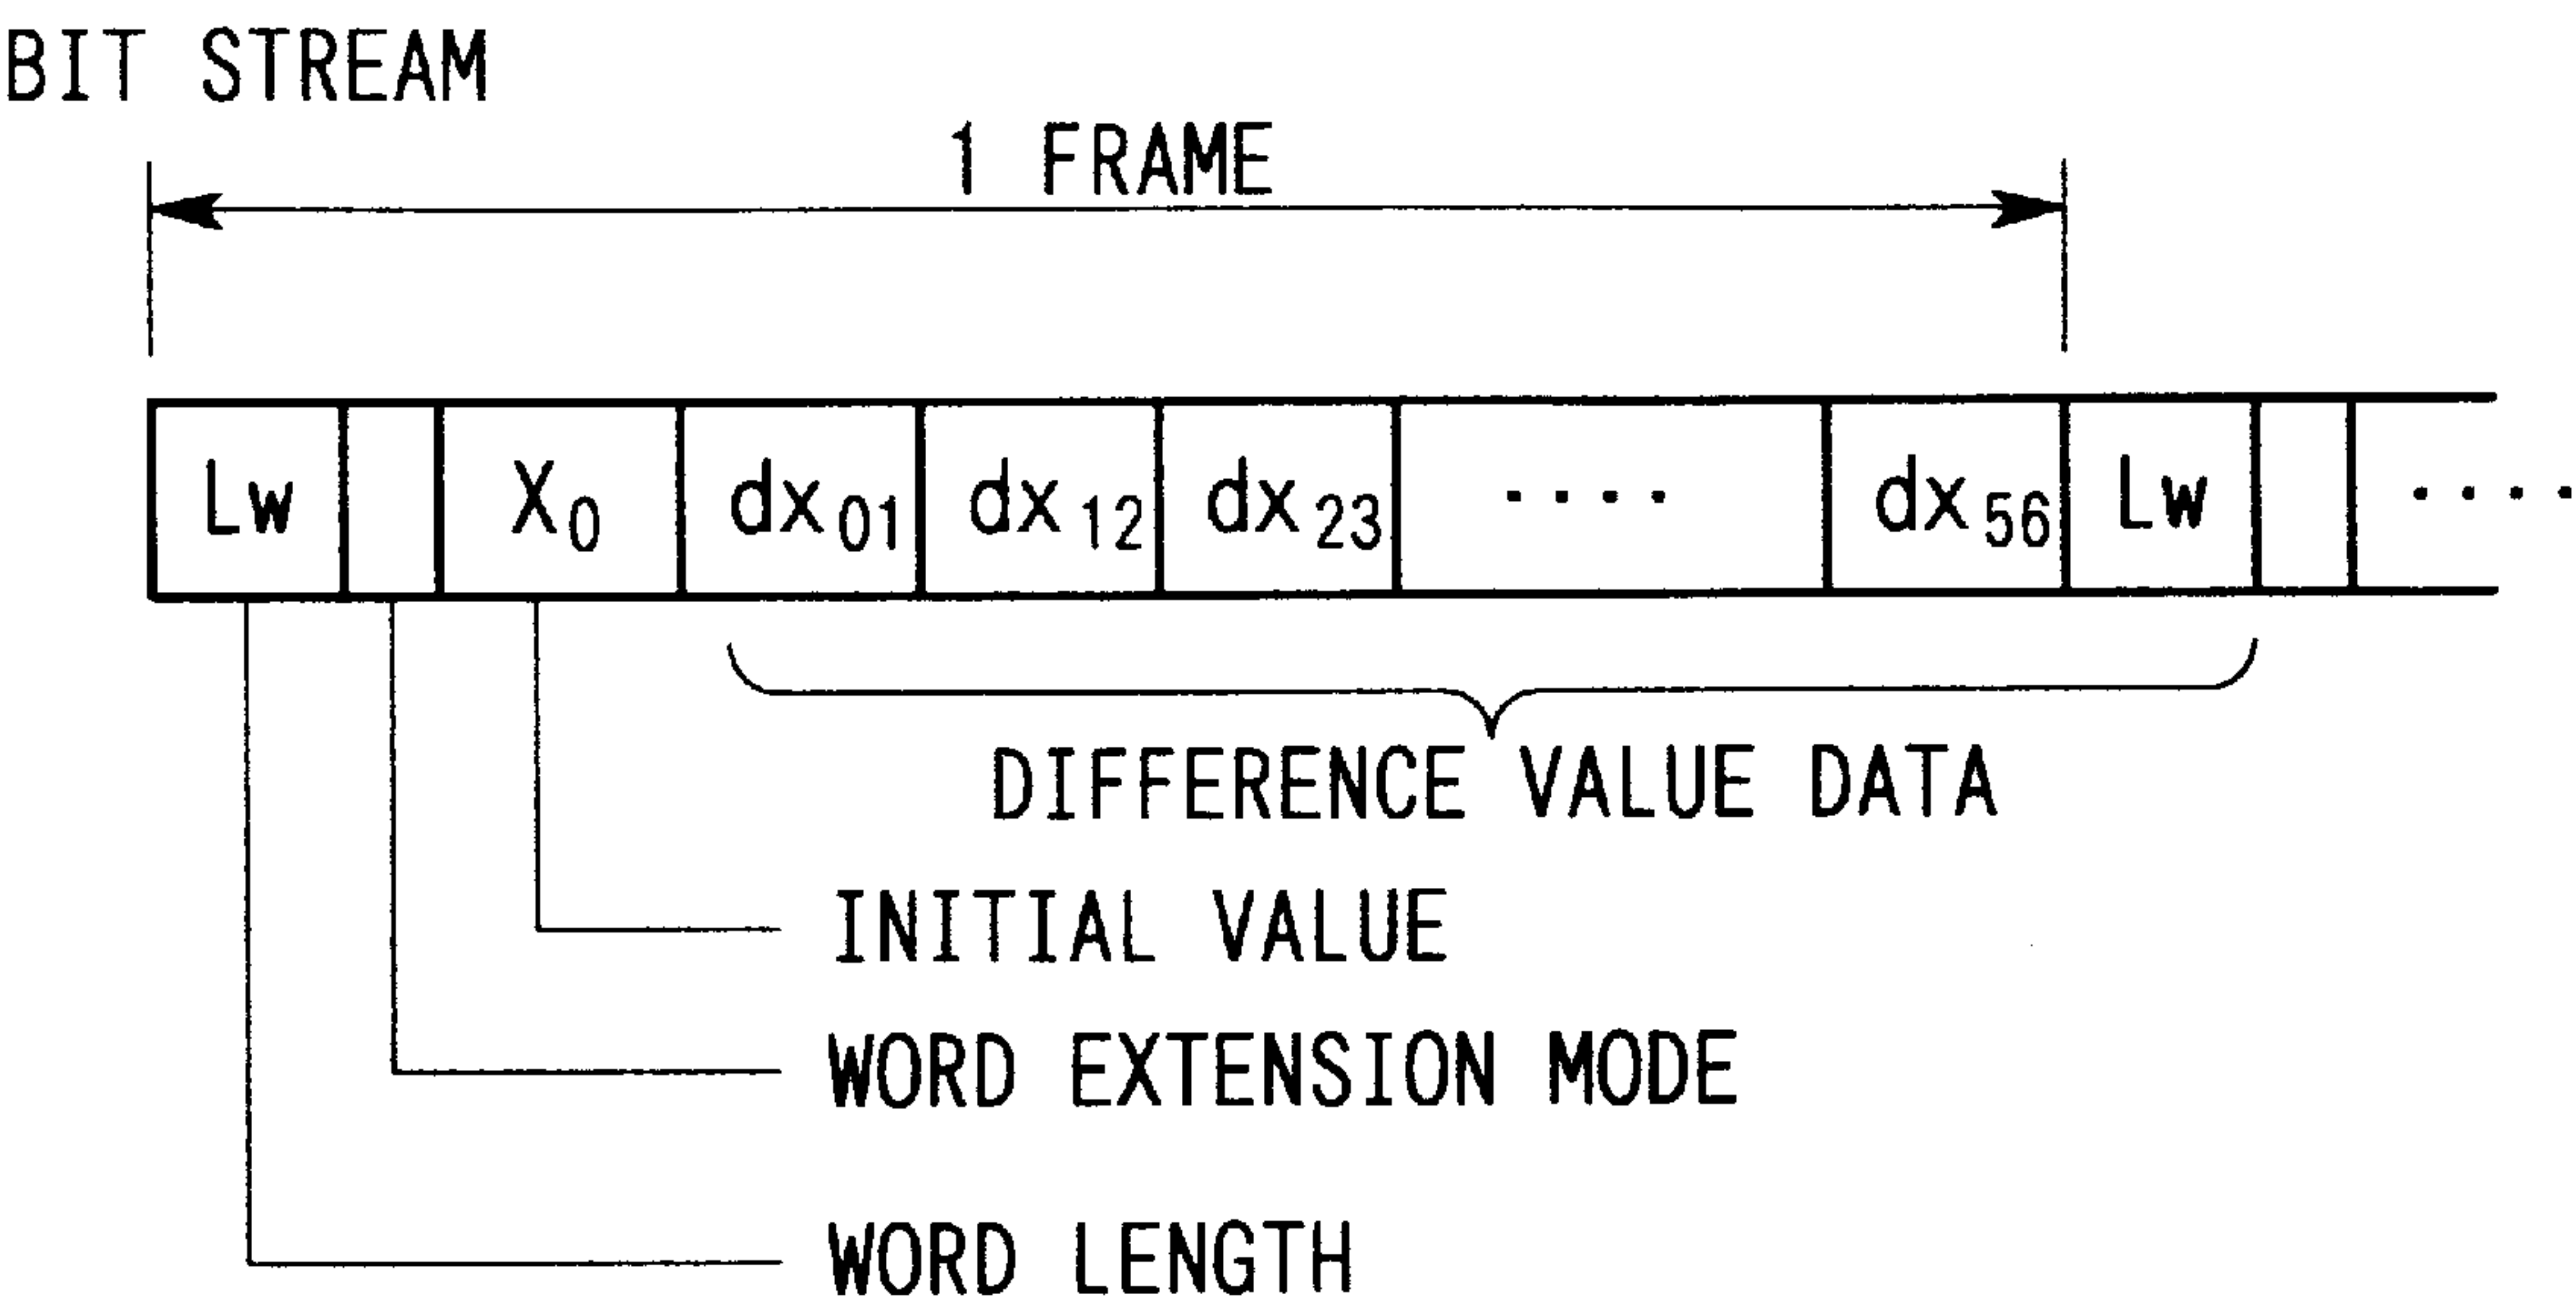 BIT STREAM
1 FRAME
Lw X₀ dx₀₁ dx₁₂ dx₂₃ ···· dx₅₆ Lw ····
DIFFERENCE VALUE DATA
INITIAL VALUE
WORD EXTENSION MODE
WORD LENGTH